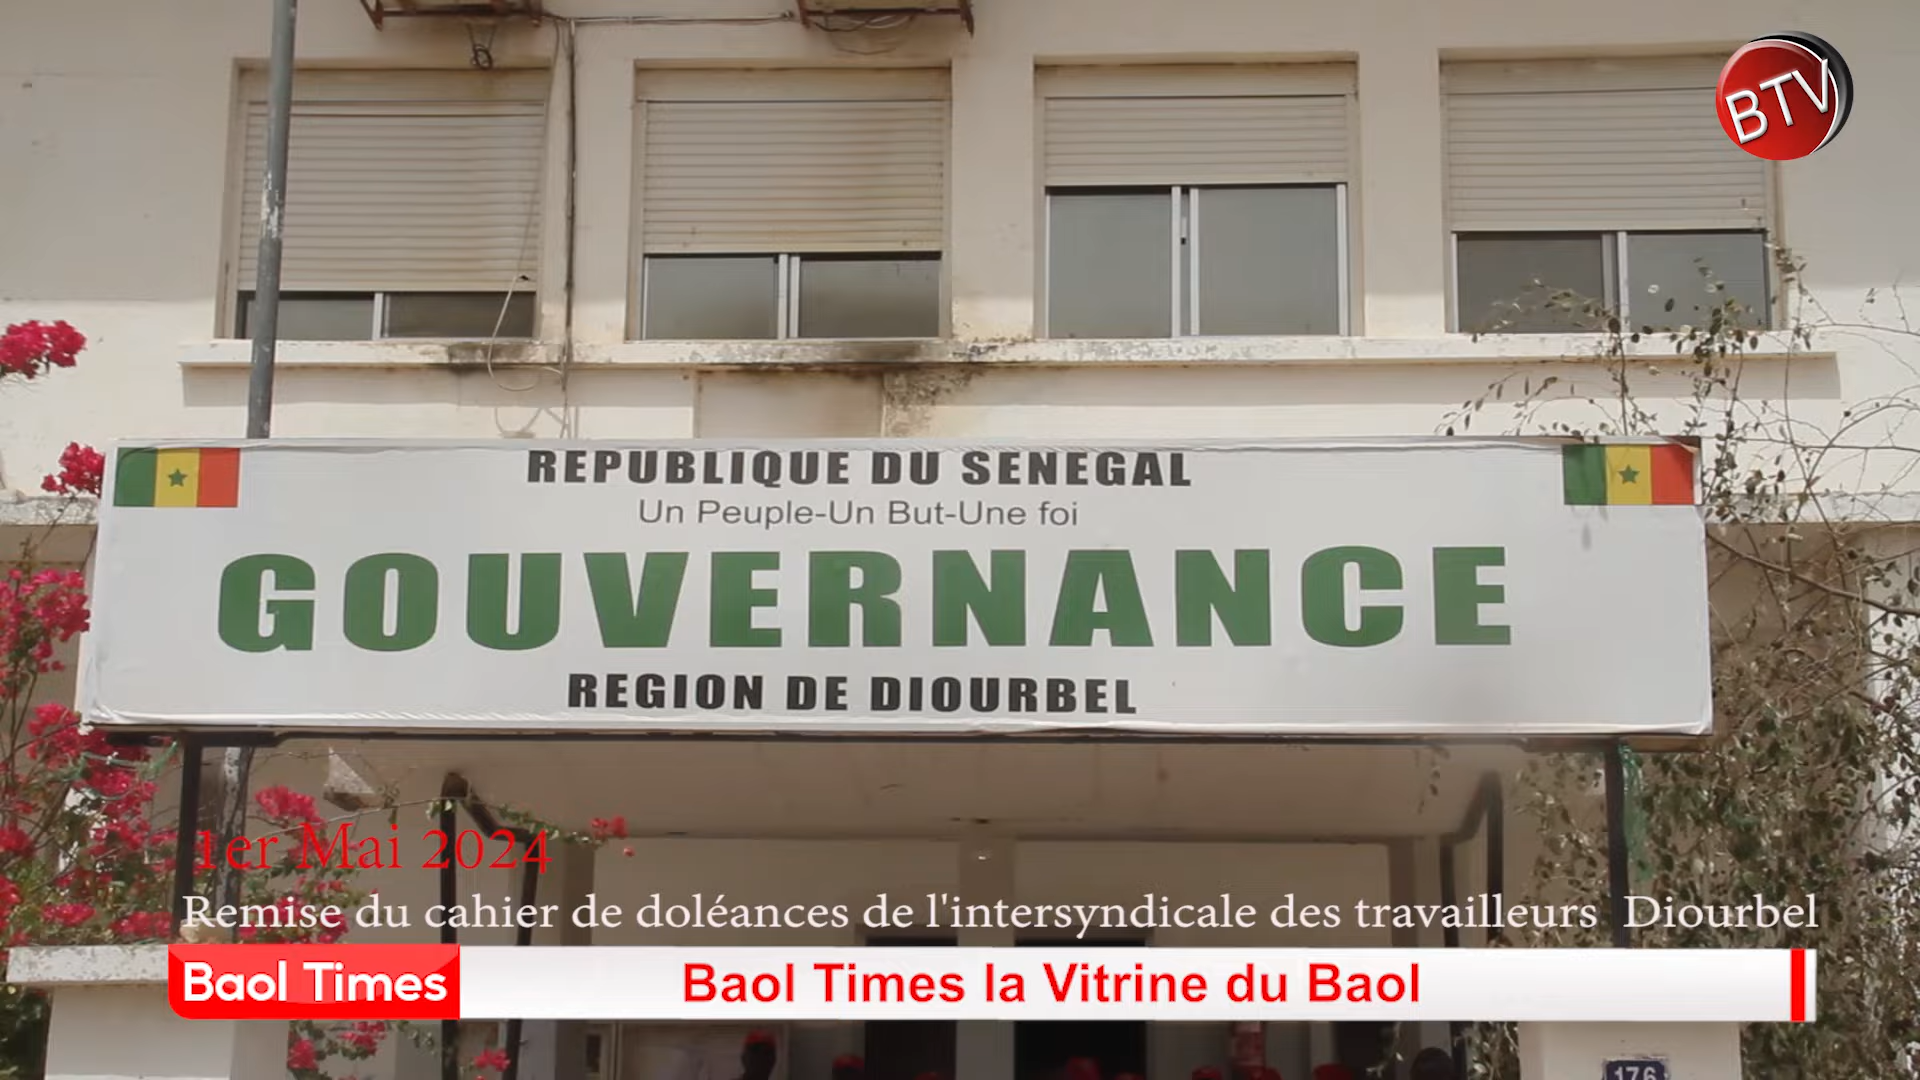 BTV
REPUBLIQUE DU SENEGAL
Un Peuple-Un But-Une foi
GOUVERNANCE
REGION DE DIOURBEL
1er Mai 2024
Remise du cahier de doléances de l'intersyndicale des travailleurs Diourbel
Baol Times
Baol Times la Vitrine du Baol
176